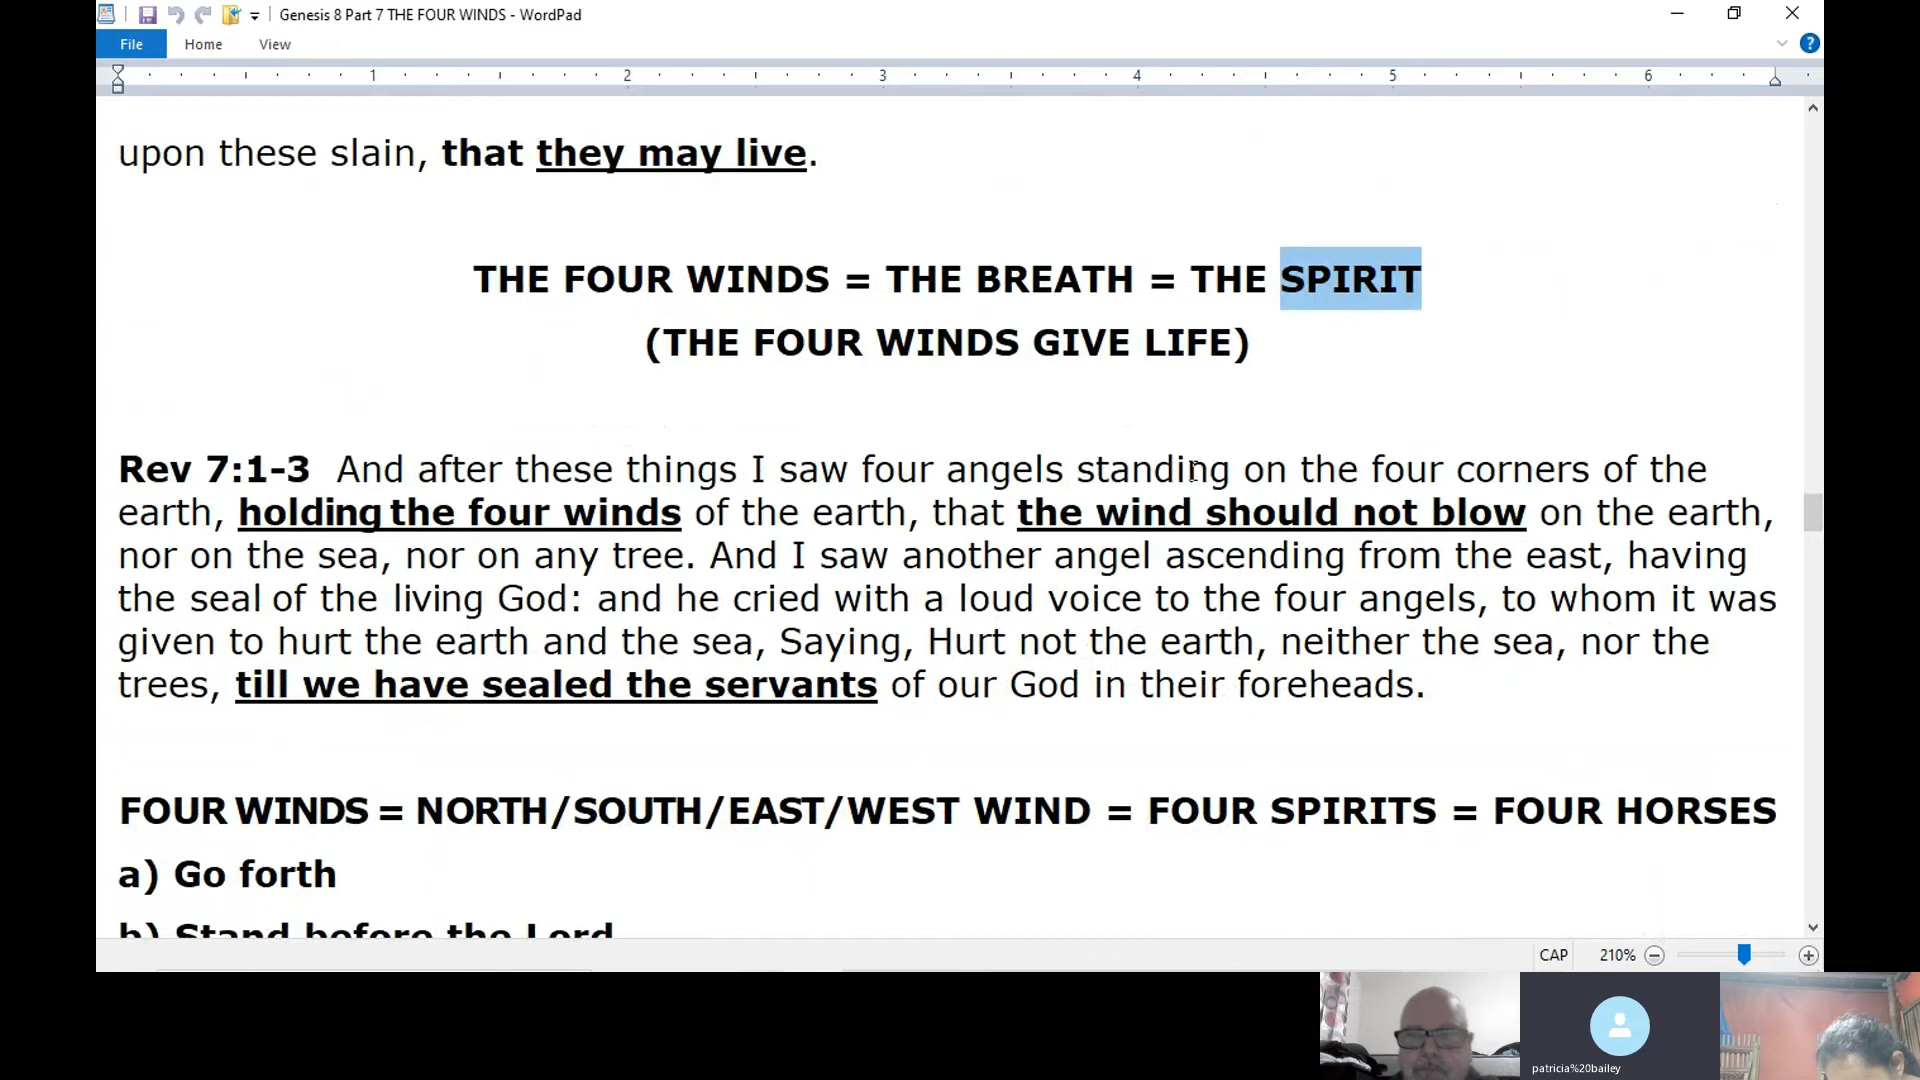 Genesis 8 Part 7 THE FOUR WINDS - WordPad
File Home View
1 2 3 4 5 6
upon these slain, that they may live.
THE FOUR WINDS = THE BREATH = THE SPIRIT
(THE FOUR WINDS GIVE LIFE)
Rev 7:1-3 And after these things I saw four angels standing on the four corners of the
earth, holding the four winds of the earth, that the wind should not blow on the earth,
nor on the sea, nor on any tree. And I saw another angel ascending from the east, having
the seal of the living God: and he cried with a loud voice to the four angels, to whom it was
given to hurt the earth and the sea, Saying, Hurt not the earth, neither the sea, nor the
trees, till we have sealed the servants of our God in their foreheads.
FOUR WINDS = NORTH/SOUTH/EAST/WEST WIND = FOUR SPIRITS = FOUR HORSES
a) Go forth
b) Stand before the Lord
CAP 210%
patricia%20bailey